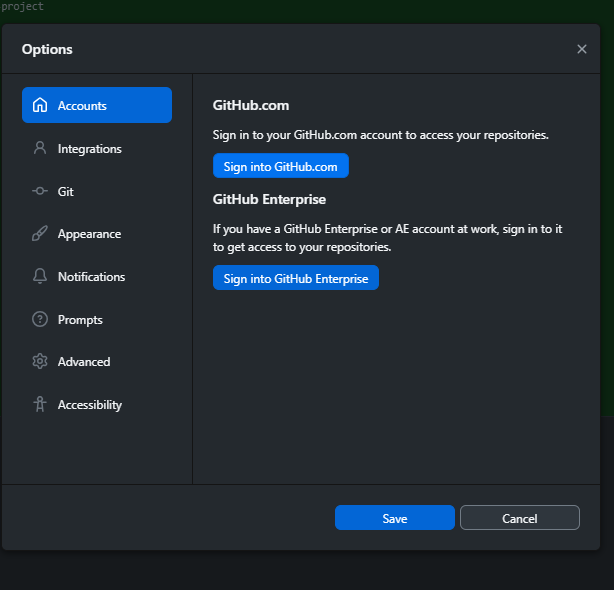 project
Options
Accounts
Integrations
Git
Appearance
Notifications
Prompts
Advanced
Accessibility
GitHub.com
Sign in to your GitHub.com account to access your repositories.
Sign into GitHub.com
GitHub Enterprise
If you have a GitHub Enterprise or AE account at work, sign in to it
to get access to your repositories.
Sign into GitHub Enterprise
Save
Cancel